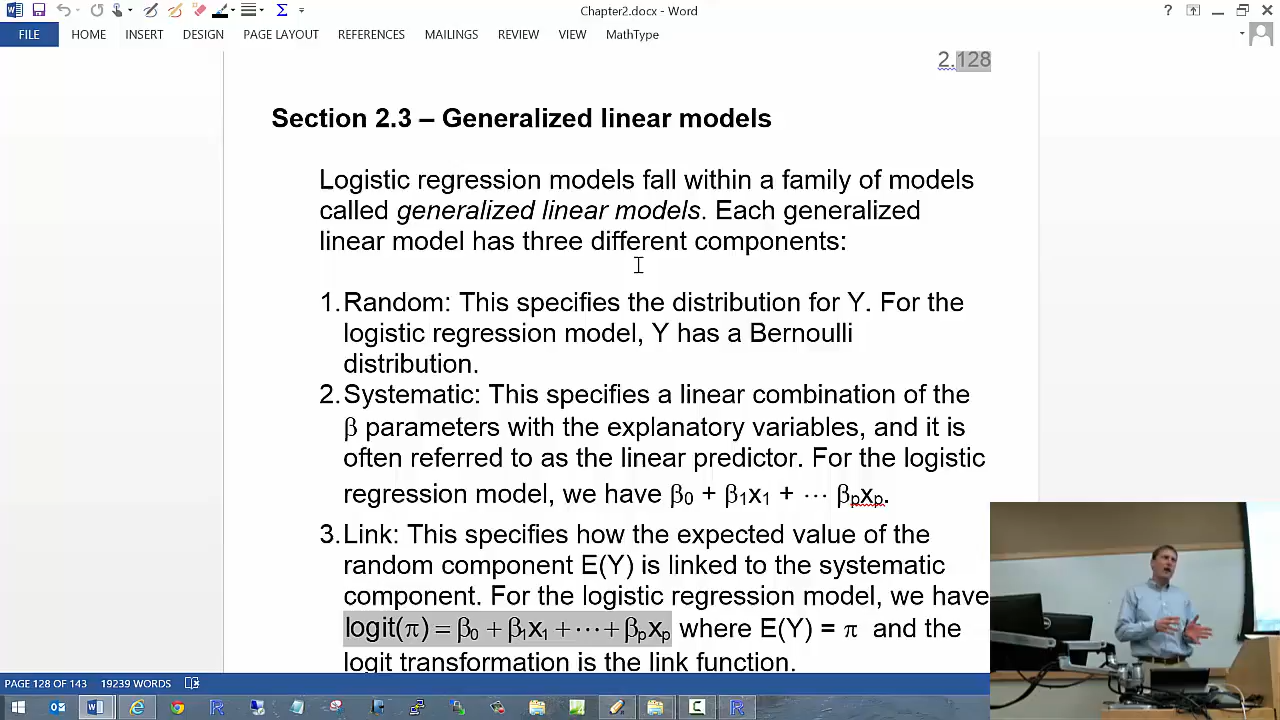 Chapter2.docx - Word
FILE HOME INSERT DESIGN PAGE LAYOUT REFERENCES MAILINGS REVIEW VIEW MathType
2.128
Section 2.3 – Generalized linear models
Logistic regression models fall within a family of models
called generalized linear models. Each generalized
linear model has three different components:
1. Random: This specifies the distribution for Y. For the
logistic regression model, Y has a Bernoulli
distribution.
2. Systematic: This specifies a linear combination of the
β parameters with the explanatory variables, and it is
often referred to as the linear predictor. For the logistic
regression model, we have β₀ + β₁x₁ + ⋯ βₚxₚ.
3. Link: This specifies how the expected value of the
random component E(Y) is linked to the systematic
component. For the logistic regression model, we have
logit(π) = β₀ + β₁x₁ + ⋯ + βₚxₚ where E(Y) = π and the
logit transformation is the link function.
PAGE 128 OF 143 19239 WORDS